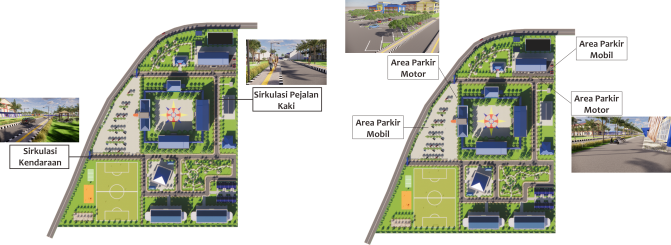 Sirkulasi Pejalan
Kaki
Sirkulasi
Kendaraan
Area Parkir
Mobil
Area Parkir
Motor
Area Parkir
Motor
Area Parkir
Mobil